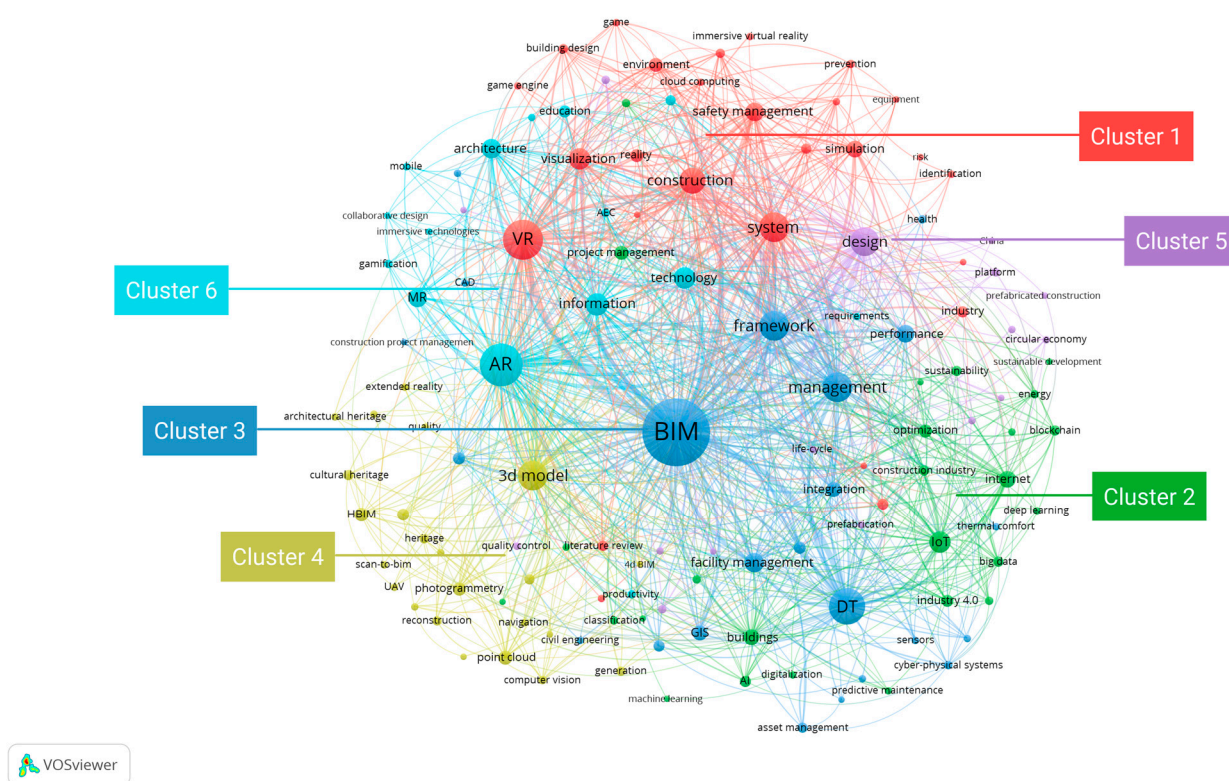 game
immersive virtual reality
building design
environment
prevention
game engine
cloud computing
equipment
education
safety management
Cluster 1
architecture
visualization
reality
simulation
risk
mobile
construction
identification
collaborative design
AEC
health
immersive technologies
VR
system
design
China
Cluster 5
project management
gamification
technology
platform
Cluster 6
CAD
MR
information
prefabricated construction
requirements
industry
framework
performance
construction project managemen
circular economy
AR
sustainable development
sustainability
extended reality
management
energy
architectural heritage
quality
Cluster 3
BIM
optimization
blockchain
life-cycle
cultural heritage
3d model
construction industry
internet
integration
Cluster 2
HBIM
deep learning
prefabrication
thermal comfort
heritage
IoT
Cluster 4
quality control
literature review
scan-to-bim
4d BIM
facility management
big data
UAV
photogrammetry
productivity
industry 4.0
DT
reconstruction
navigation
classification
civil engineering
GIS
buildings
sensors
point cloud
cyber-physical systems
computer vision
generation
AI
digitalization
predictive maintenance
machine learning
asset management
VOSviewer